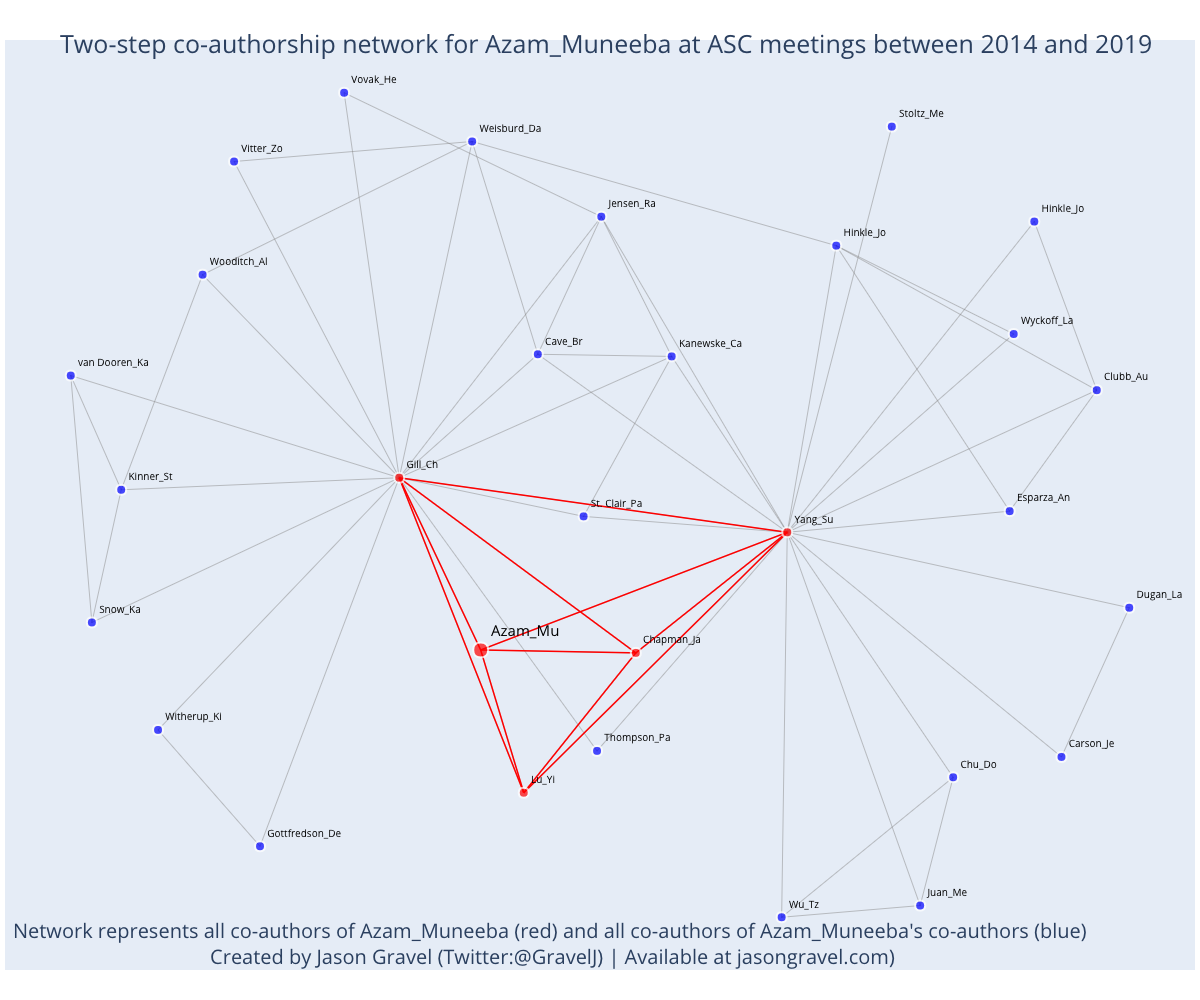 Two-step co-authorship network for Azam_Muneeba at ASC meetings between 2014 and 2019
Vovak_He
Stoltz_Me
Weisburd_Da
Vitter_Zo
Jensen_Ra
Hinkle_Jo
Hinkle_Jo
Wooditch_Al
Wyckoff_La
Cave_Br
Kanewske_Ca
van Dooren_Ka
Clubb_Au
Gill_Ch
Kinner_St
Esparza_An
St. Clair_Pa
Yang_Su
Dugan_La
Snow_Ka
Azam_Mu
Chapman_Ja
Witherup_Ki
Thompson_Pa
Carson_Je
Chu_Do
Lu_Yi
Gottfredson_De
Juan_Me
Wu_Tz
Network represents all co-authors of Azam_Muneeba (red) and all co-authors of Azam_Muneeba's co-authors (blue)
Created by Jason Gravel (Twitter:@GravelJ) | Available at jasongravel.com)